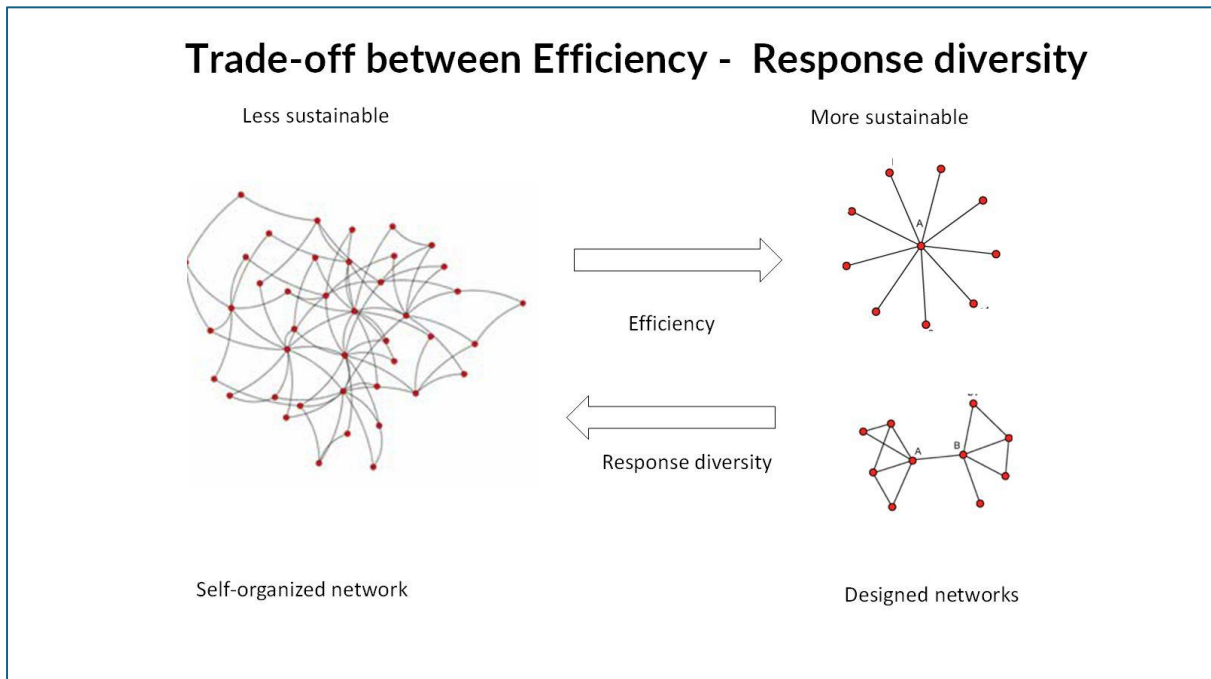 Trade-off between Efficiency - Response diversity
Less sustainable
More sustainable
A
Efficiency
Response diversity
A
B
Self-organized network
Designed networks